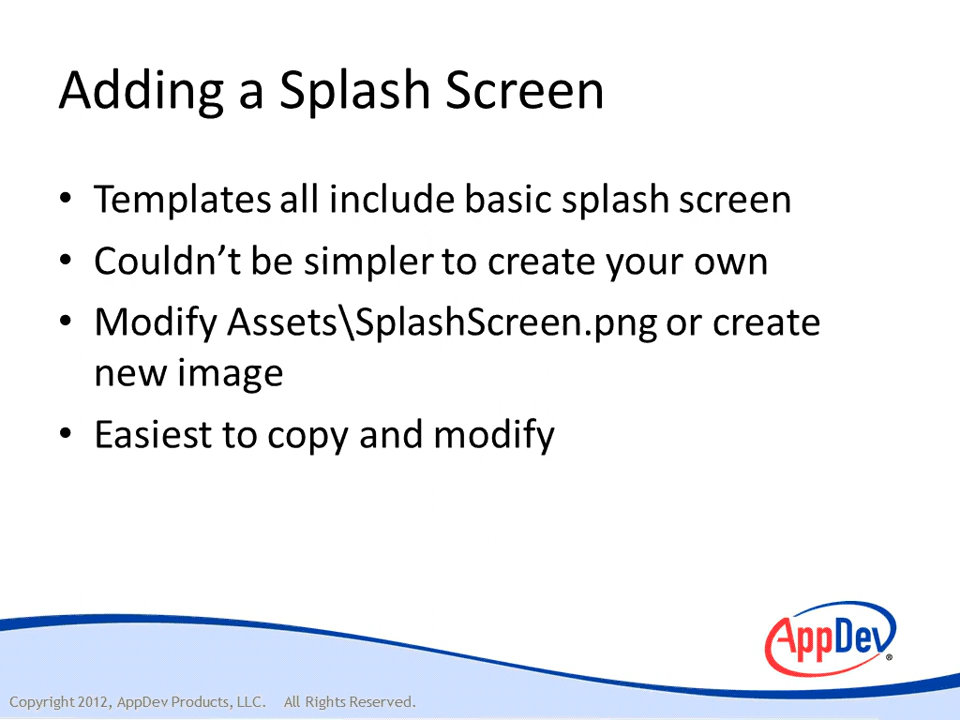 Adding a Splash Screen
• Templates all include basic splash screen
• Couldn’t be simpler to create your own
• Modify Assets\SplashScreen.png or create
new image
• Easiest to copy and modify
AppDev®
Copyright 2012, AppDev Products, LLC. All Rights Reserved.